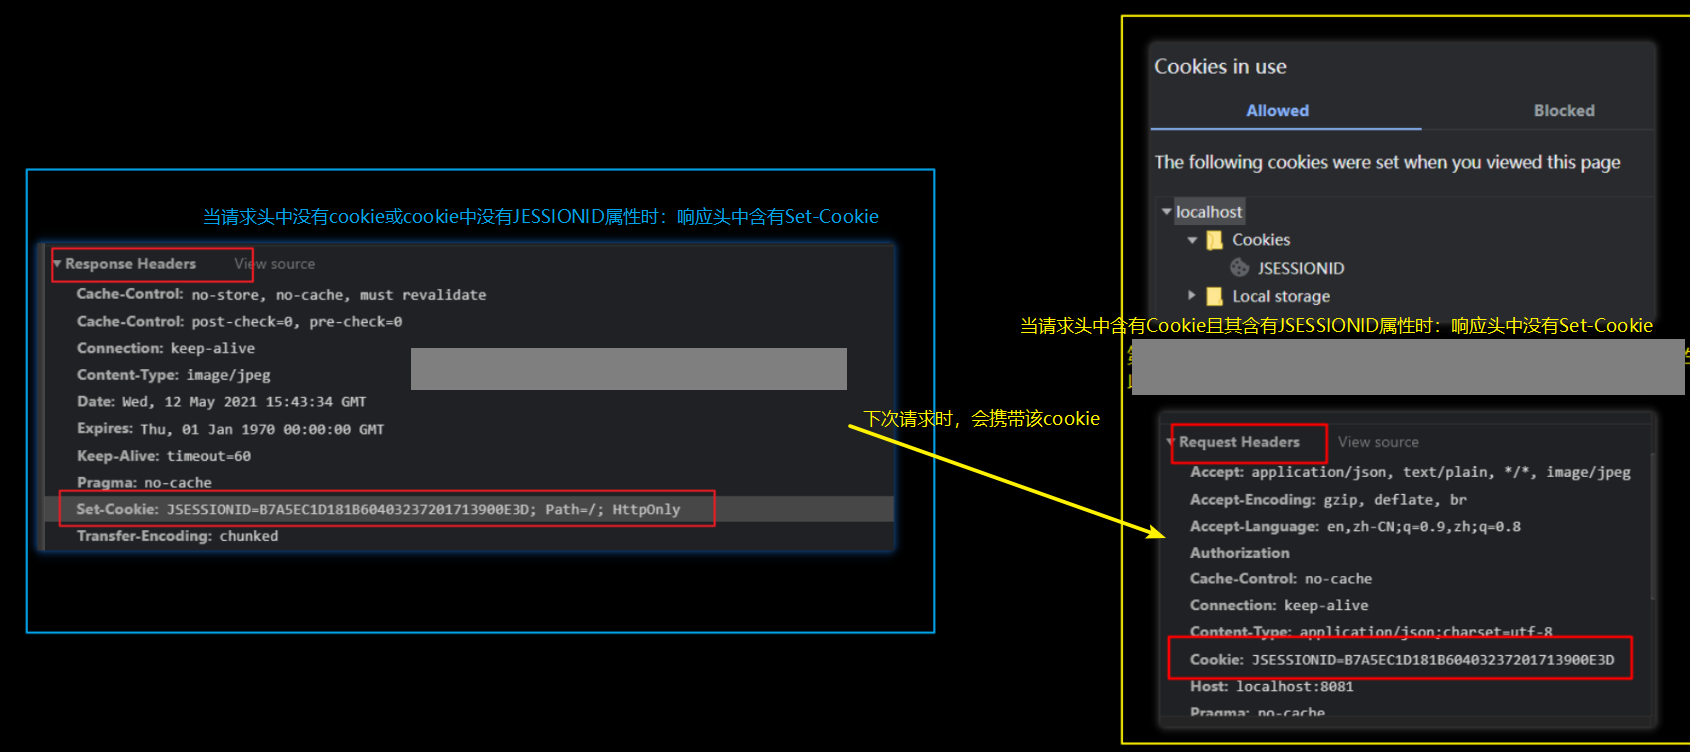 当请求头中没有cookie或cookie中没有JESSIONID属性时：响应头中含有Set-Cookie
Response Headers View source
Cache-Control: no-store, no-cache, must revalidate
Cache-Control: post-check=0, pre-check=0
Connection: keep-alive
Content-Type: image/jpeg
Date: Wed, 12 May 2021 15:43:34 GMT
Expires: Thu, 01 Jan 1970 00:00:00 GMT
Keep-Alive: timeout=60
Pragma: no-cache
Set-Cookie: JSESSIONID=B7A5EC1D181B60403237201713900E3D; Path=/; HttpOnly
Transfer-Encoding: chunked
下次请求时，会携带该cookie
Cookies in use
Allowed Blocked
The following cookies were set when you viewed this page
localhost
Cookies
JSESSIONID
Local storage
当请求头中含有Cookie且其含有JSESSIONID属性时：响应头中没有Set-Cookie
Request Headers View source
Accept: application/json, text/plain, */*, image/jpeg
Accept-Encoding: gzip, deflate, br
Accept-Language: en,zh-CN;q=0.9,zh;q=0.8
Authorization
Cache-Control: no-cache
Connection: keep-alive
Content-Type: application/json;charset=utf-8
Cookie: JSESSIONID=B7A5EC1D181B60403237201713900E3D
Host: localhost:8081
Pragma: no-cache